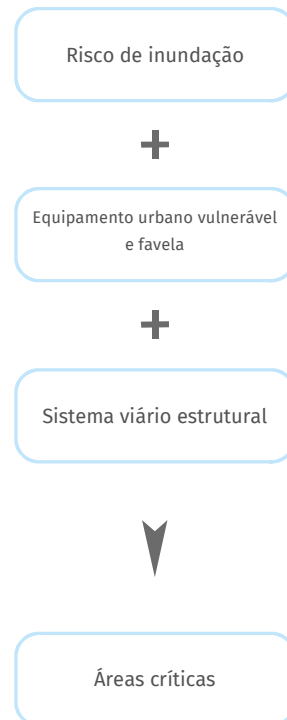 Risco de inundação
+
Equipamento urbano vulnerável
e favela
+
Sistema viário estrutural
Áreas críticas